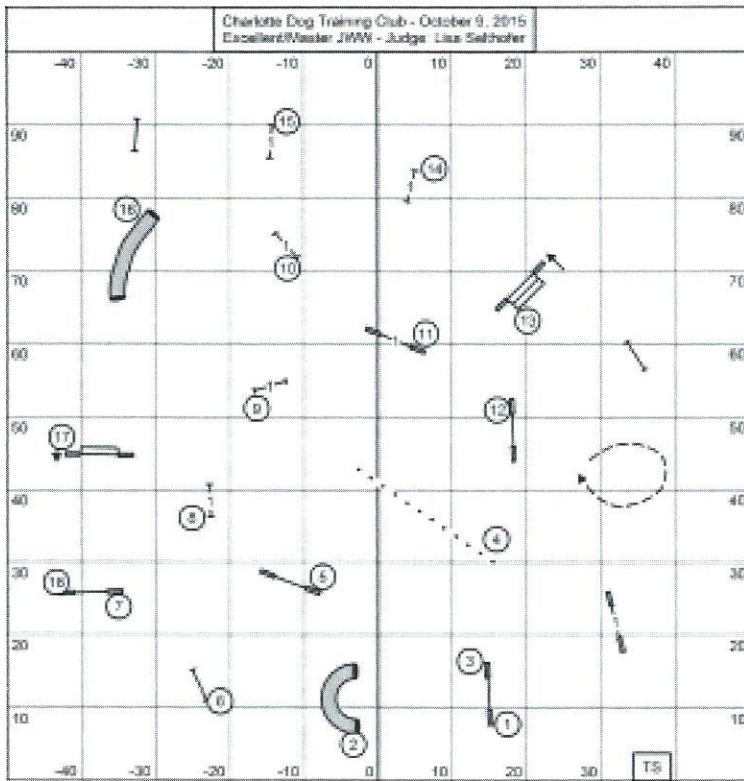 Charlotte Dog Training Club - October 9, 2015
Excellent/Master JWW - Judge: Lisa Selthofer
-40 -30 -20 -10 0 10 20 30 40
90 15 90
14
80 16 80
10
70 13 70
11
60 60
9 12
50 50
17
40 8 4 40
30 5 30
18 7
20 20
3
6 1
10 2 10
-40 -30 -20 -10 0 10 20 30 TS